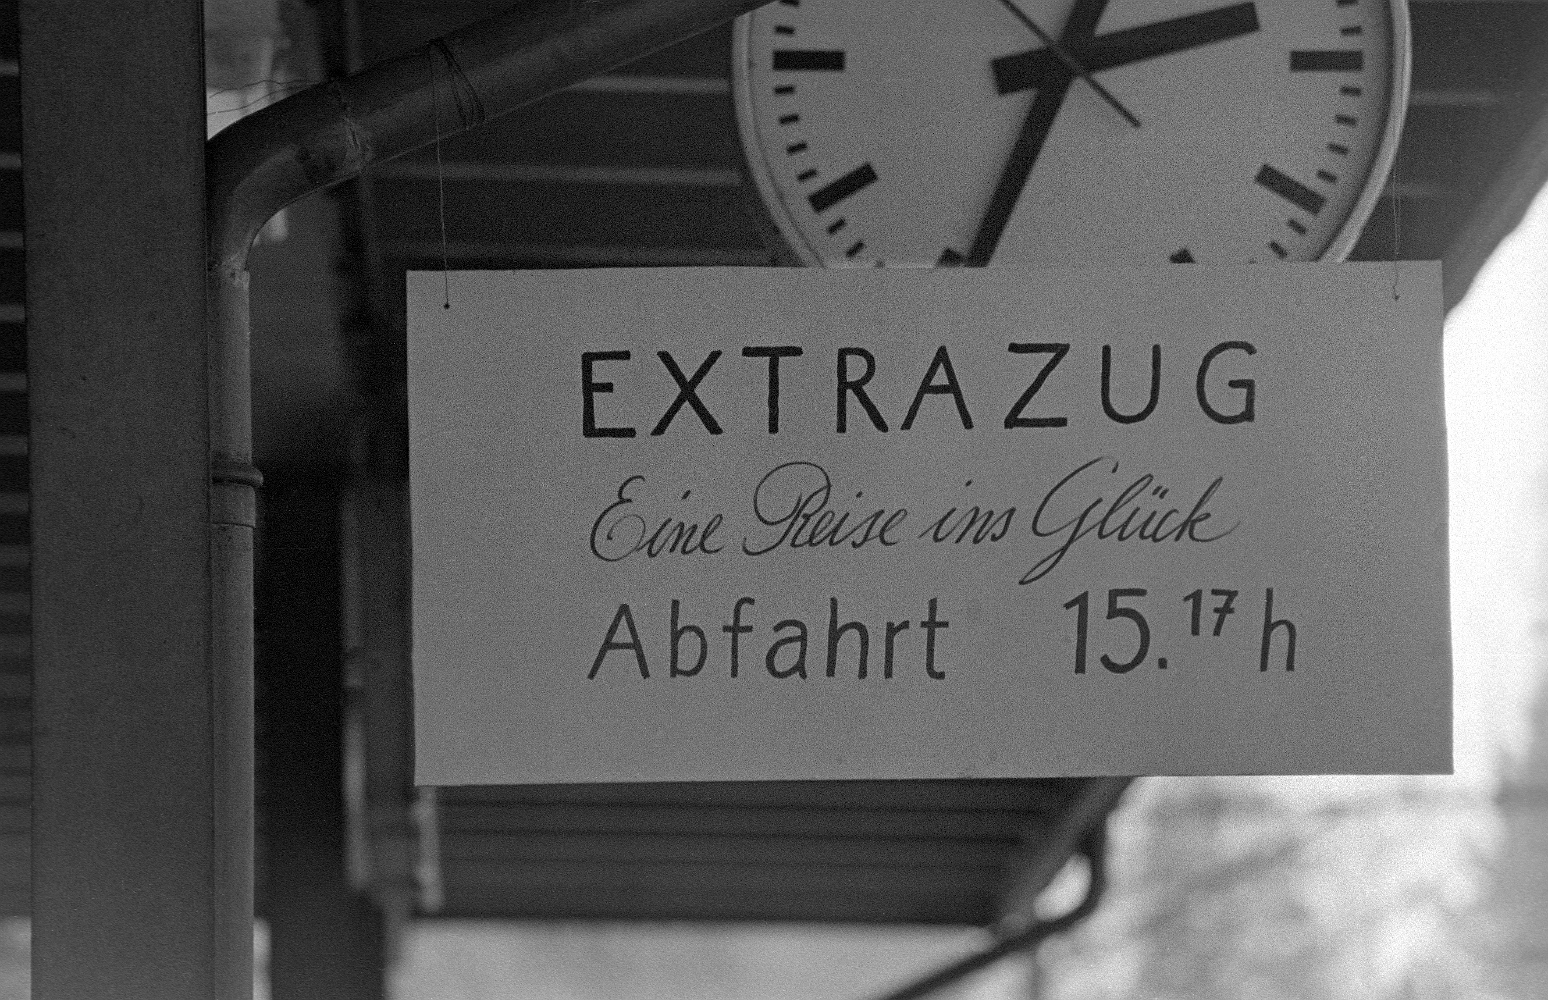 EXTRAZUG
Eine Reise ins Glück
Abfahrt 15.17 h